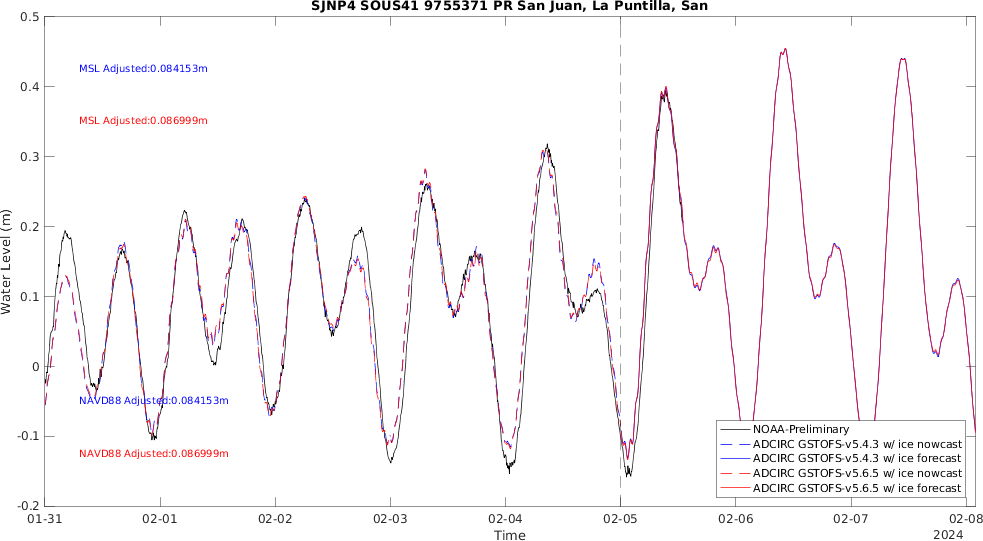 SJNP4 SOUS41 9755371 PR San Juan, La Puntilla, San
Water Level (m)
0.5
0.4
0.3
0.2
0.1
0
-0.1
-0.2
MSL Adjusted:0.084153m
MSL Adjusted:0.086999m
NAVD88 Adjusted:0.084153m
NAVD88 Adjusted:0.086999m
NOAA-Preliminary
ADCIRC GSTOFS-v5.4.3 w/ ice nowcast
ADCIRC GSTOFS-v5.4.3 w/ ice forecast
ADCIRC GSTOFS-v5.6.5 w/ ice nowcast
ADCIRC GSTOFS-v5.6.5 w/ ice forecast
01-31 02-01 02-02 02-03 02-04 02-05 02-06 02-07 02-08
Time
2024